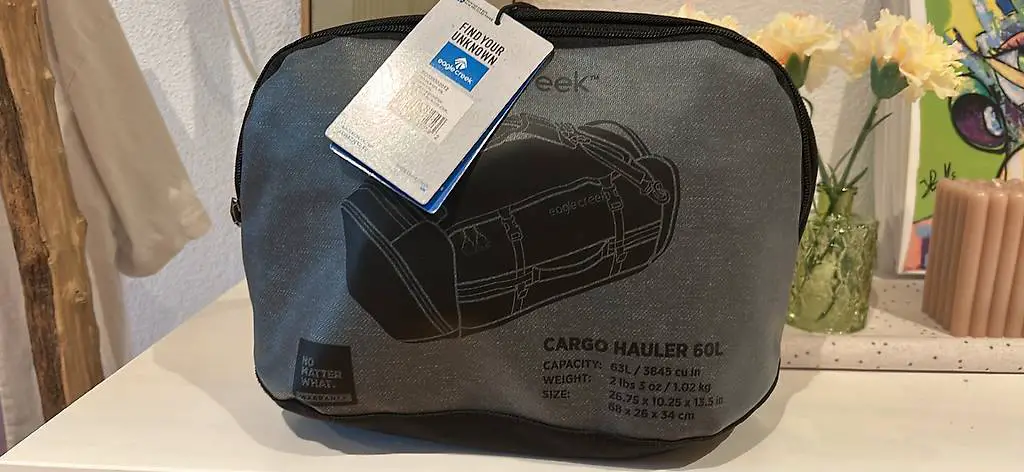 FIND YOUR
UNKNOWN
eagle creek
eek™
eagle creek
NO
MATTER
WHAT.
WARRANTY
CARGO HAULER 60L
CAPACITY: 63L / 3845 cu in
WEIGHT: 2 lbs 3 oz / 1.02 kg
SIZE: 26.75 x 10.25 x 13.5 in
68 x 26 x 34 cm